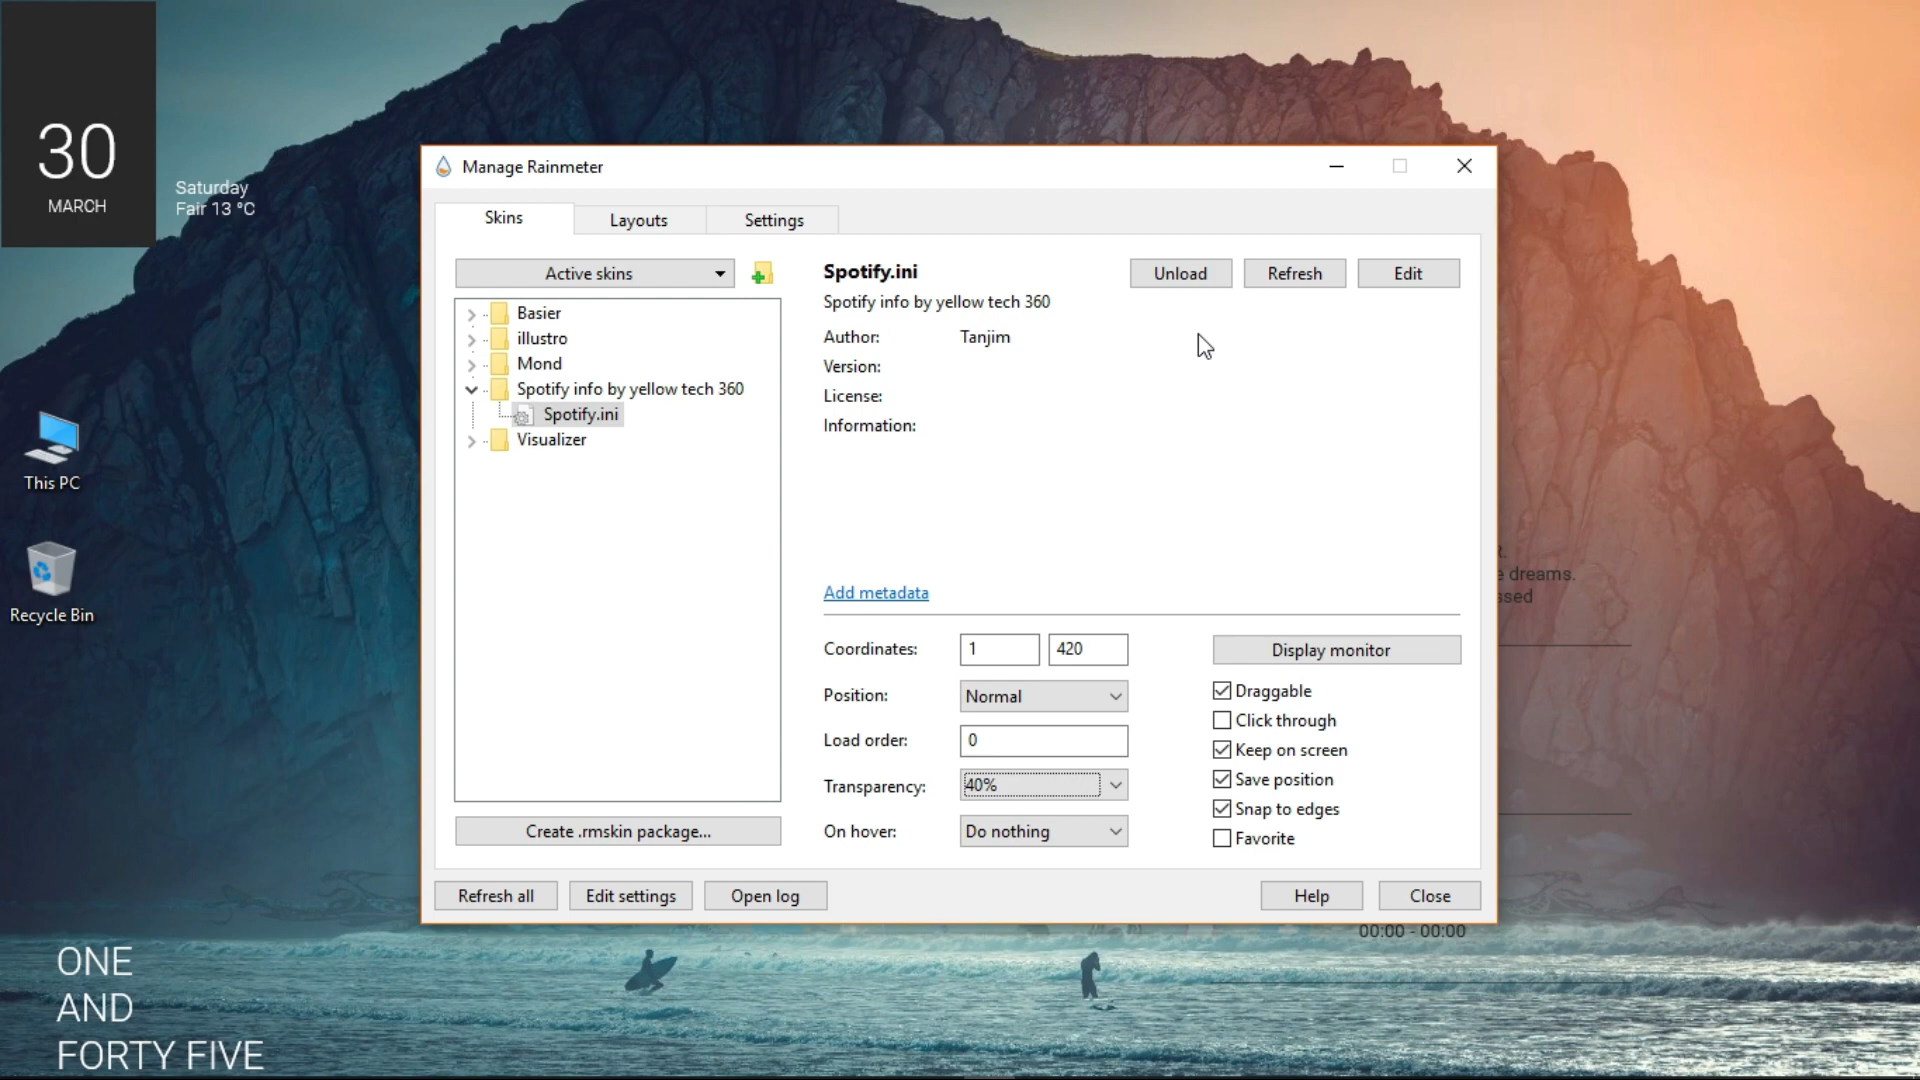 30
MARCH
Saturday
Fair 13 °C
This PC
Recycle Bin
Manage Rainmeter
Skins
Layouts
Settings
Active skins
Basier
illustro
Mond
Spotify info by yellow tech 360
Spotify.ini
Visualizer
Create .rmskin package...
Spotify.ini
Unload
Refresh
Edit
Spotify info by yellow tech 360
Author: Tanjim
Version:
License:
Information:
Add metadata
Coordinates: 1 420
Position: Normal
Load order: 0
Transparency: 40%
On hover: Do nothing
Display monitor
Draggable
Click through
Keep on screen
Save position
Snap to edges
Favorite
Refresh all
Edit settings
Open log
Help
Close
dreams.
00:00 - 00:00
ONE
AND
FORTY FIVE